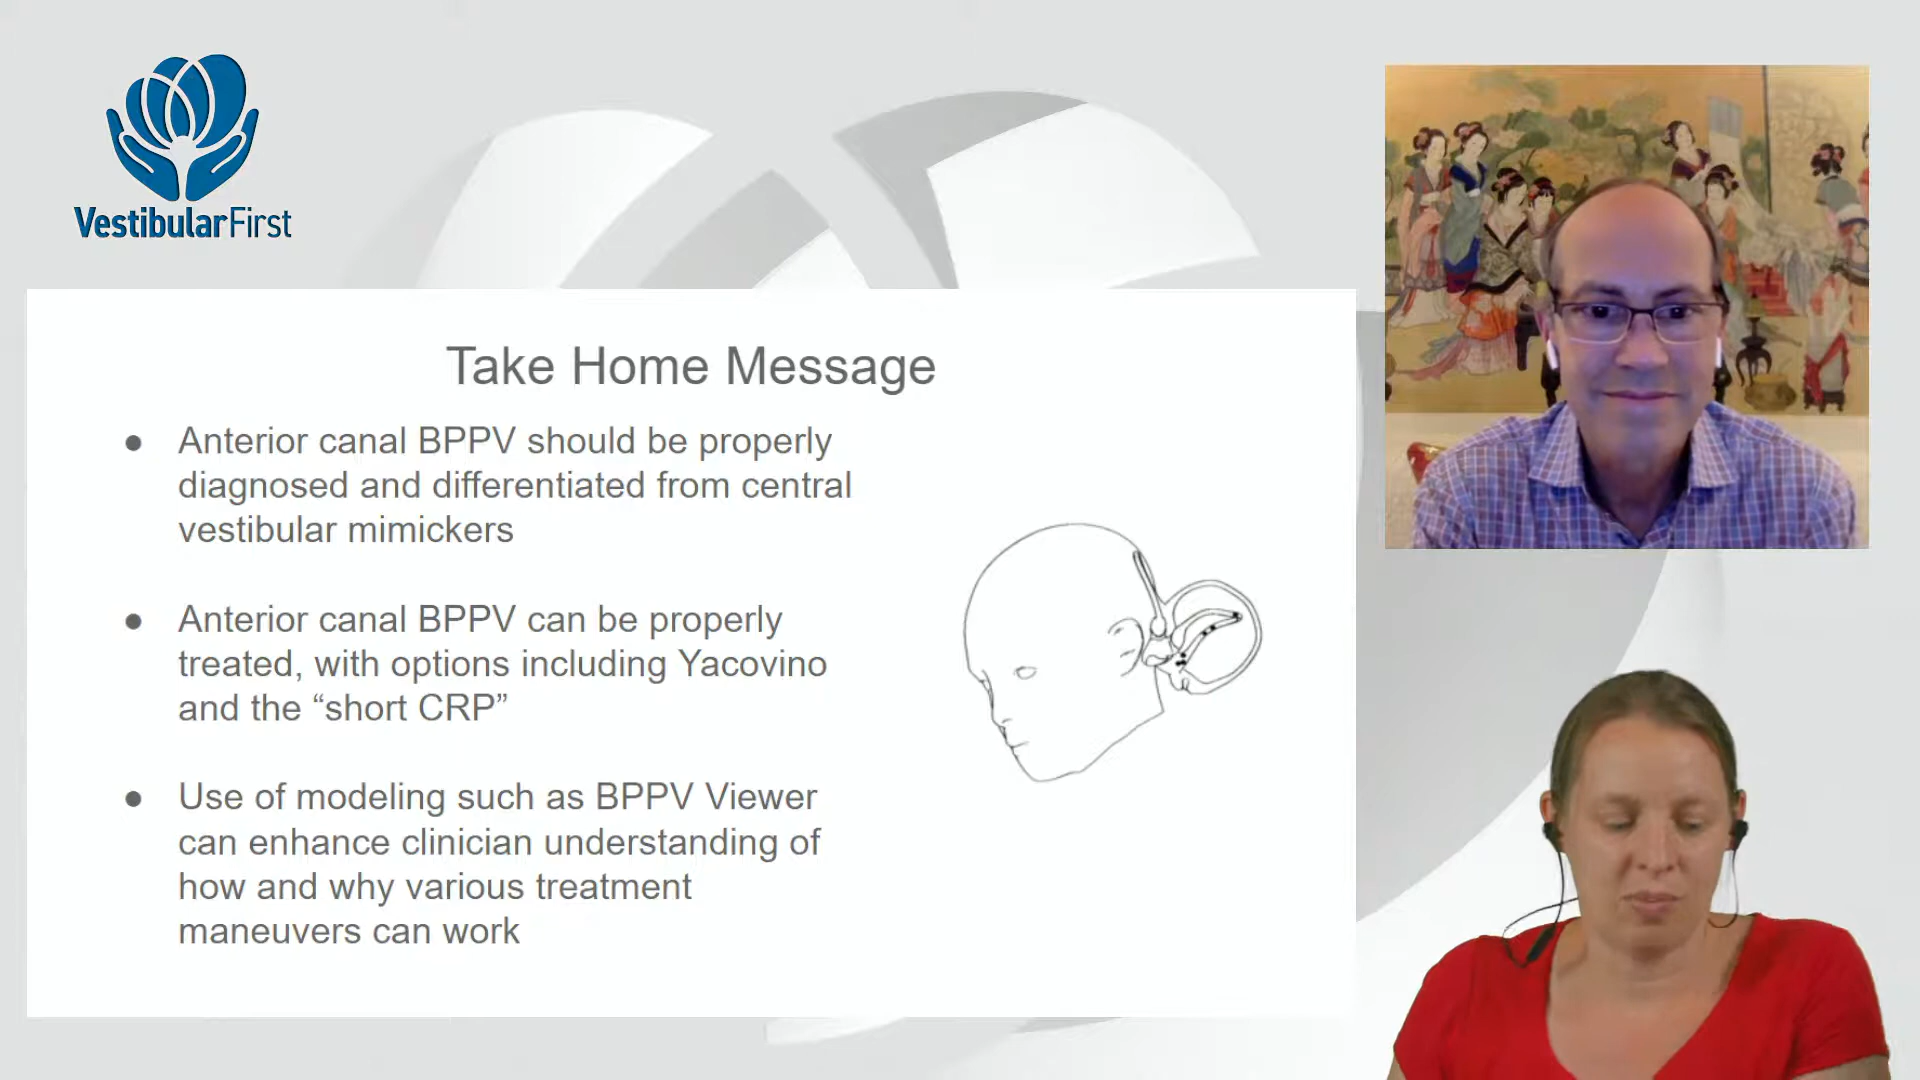 VestibularFirst
Take Home Message
● Anterior canal BPPV should be properly
diagnosed and differentiated from central
vestibular mimickers
● Anterior canal BPPV can be properly
treated, with options including Yacovino
and the “short CRP”
● Use of modeling such as BPPV Viewer
can enhance clinician understanding of
how and why various treatment
maneuvers can work